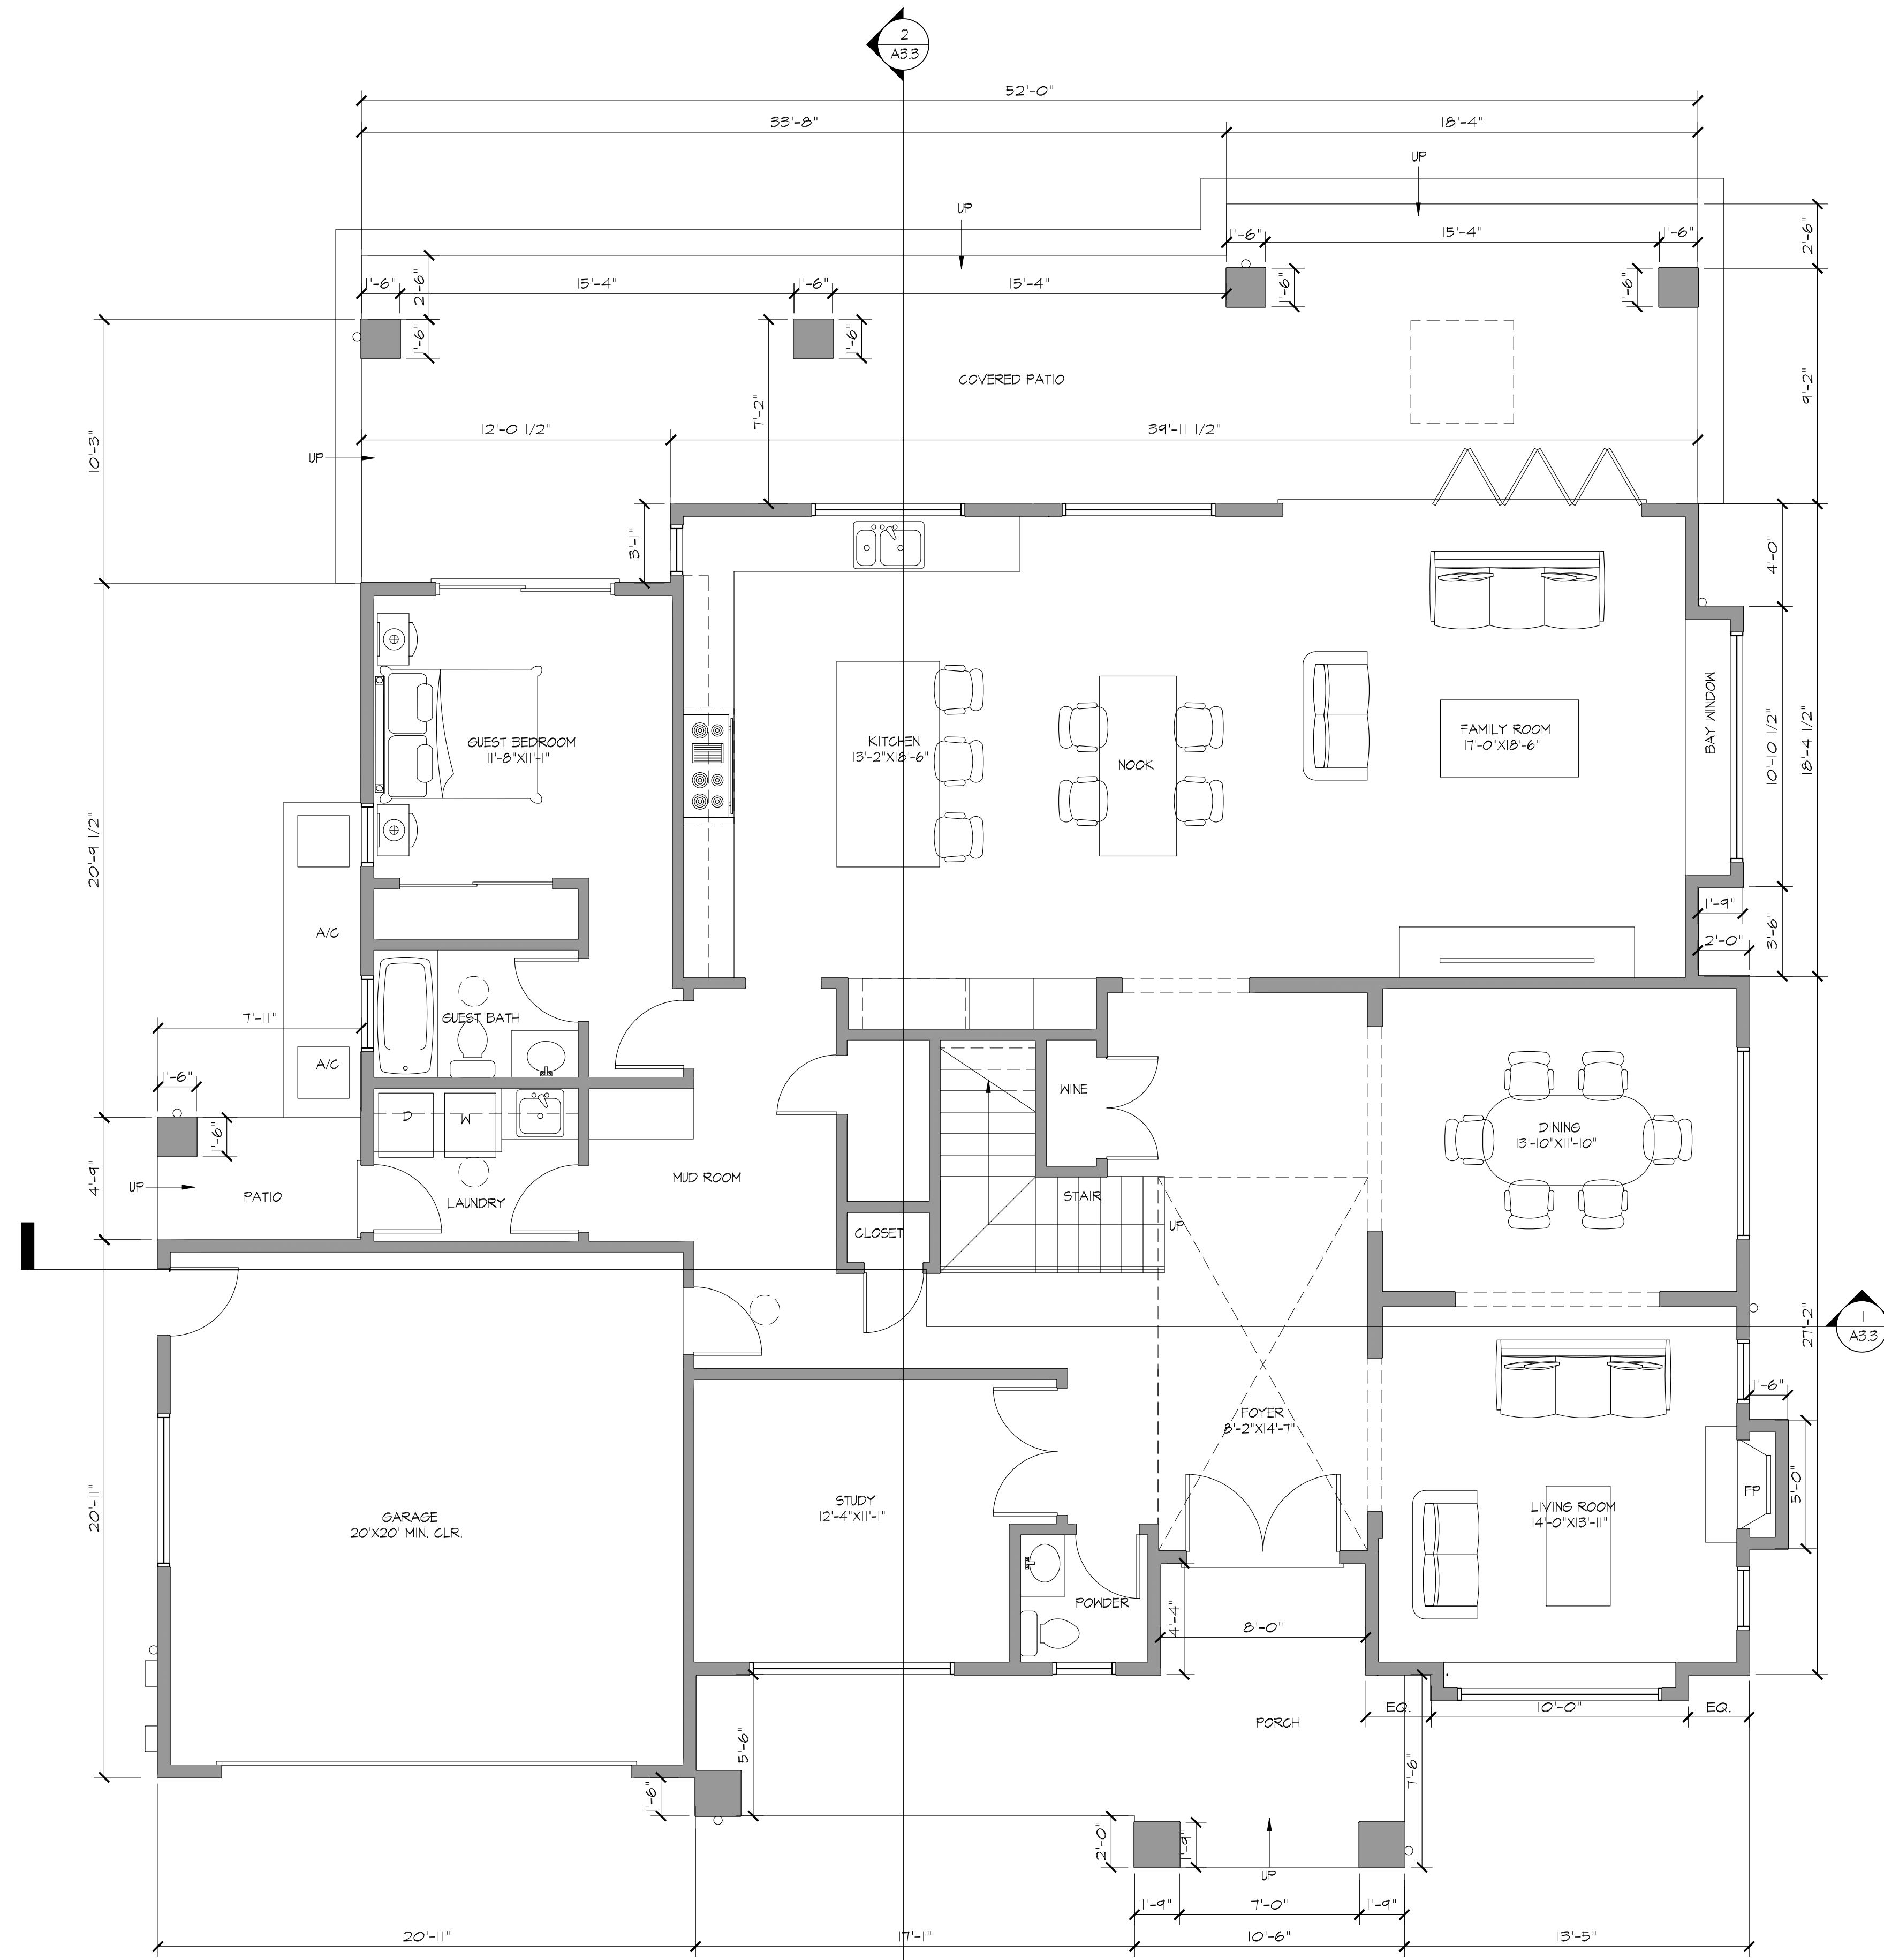 2
A3.3
52'-0"
33'-8"
18'-4"
UP
UP
1'-6"
15'-4"
1'-6"
2'-6"
1'-6"
2'-6"
15'-4"
1'-6"
15'-4"
1'-6"
1'-6"
1'-6"
1'-6"
COVERED PATIO
9'-2"
7'-2"
12'-0 1/2"
39'-11 1/2"
10'-3"
UP
3'-1"
4'-0"
BAY WINDOW
GUEST BEDROOM
11'-8"X11'-1"
KITCHEN
13'-2"X18'-6"
NOOK
FAMILY ROOM
17'-0"X18'-6"
10'-10 1/2"
18'-4 1/2"
20'-9 1/2"
A/C
1'-9"
2'-0"
3'-6"
7'-11"
GUEST BATH
A/C
1'-6"
1'-6"
D
W
WINE
DINING
13'-10"X11'-10"
4'-9"
UP
PATIO
LAUNDRY
MUD ROOM
STAIR
UP
CLOSET
27'-2"
1
A3.3
1'-6"
FOYER
8'-2"X14'-7"
STUDY
12'-4"X11'-1"
GARAGE
20'X20' MIN. CLR.
LIVING ROOM
14'-0"X13'-11"
FP
5'-0"
20'-11"
POWDER
4'-4"
8'-0"
EQ.
10'-0"
EQ.
PORCH
5'-6"
7'-6"
1'-6"
2'-0"
1'-9"
UP
1'-9"
7'-0"
1'-9"
20'-11"
17'-1"
10'-6"
13'-5"